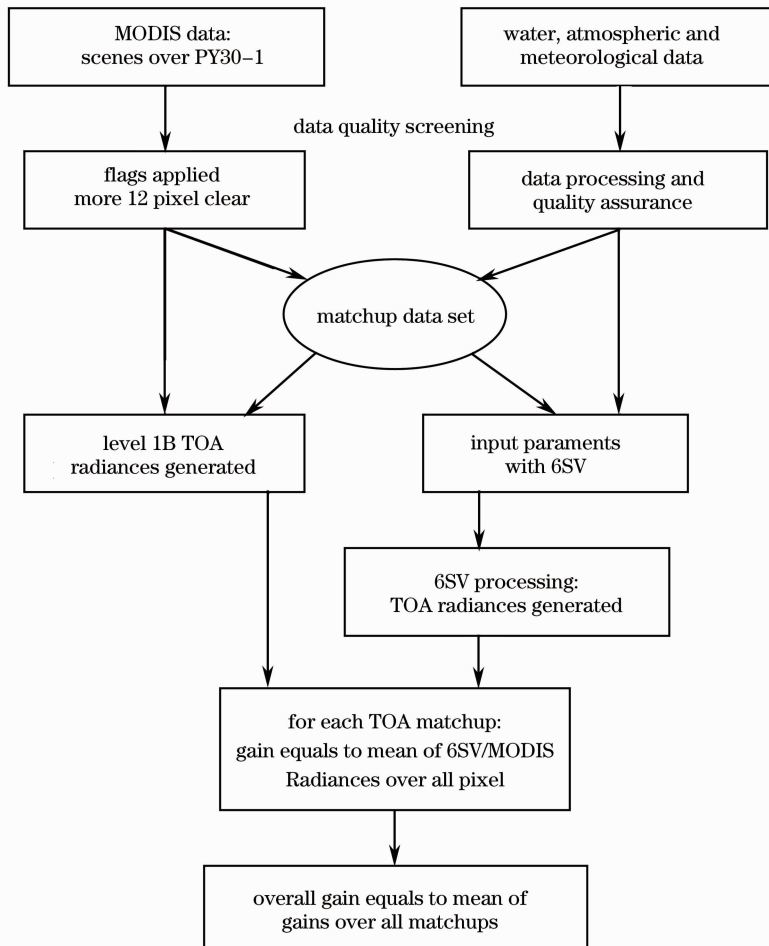 MODIS data:
scenes over PY30-1
water, atmospheric and
meteorological data
data quality screening
flags applied
more 12 pixel clear
data processing and
quality assurance
matchup data set
level 1B TOA
radiances generated
input paraments
with 6SV
6SV processing:
TOA radiances generated
for each TOA matchup:
gain equals to mean of 6SV/MODIS
Radiances over all pixel
overall gain equals to mean of
gains over all matchups